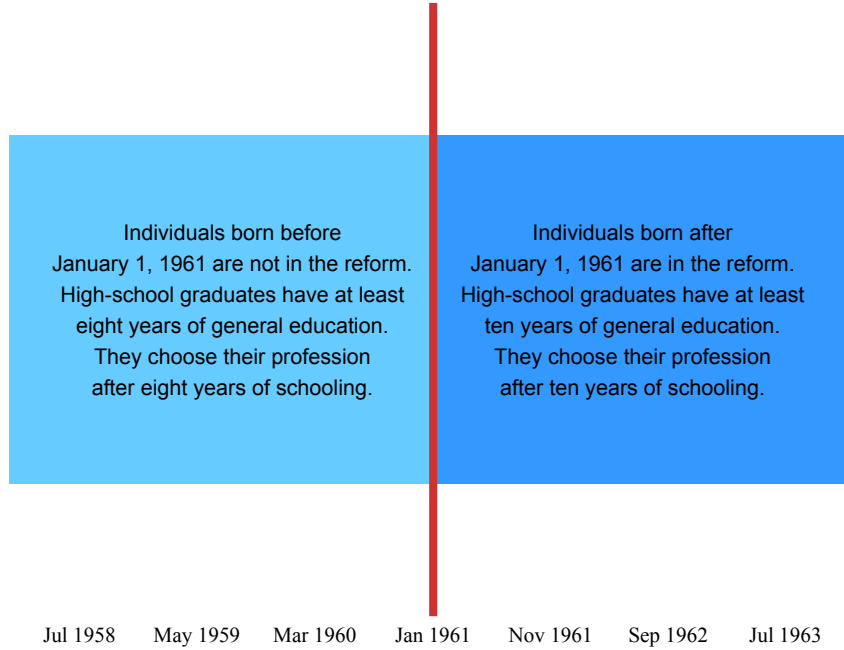 Individuals born before
January 1, 1961 are not in the reform.
High-school graduates have at least
eight years of general education.
They choose their profession
after eight years of schooling.
Individuals born after
January 1, 1961 are in the reform.
High-school graduates have at least
ten years of general education.
They choose their profession
after ten years of schooling.
Jul 1958 May 1959 Mar 1960 Jan 1961 Nov 1961 Sep 1962 Jul 1963